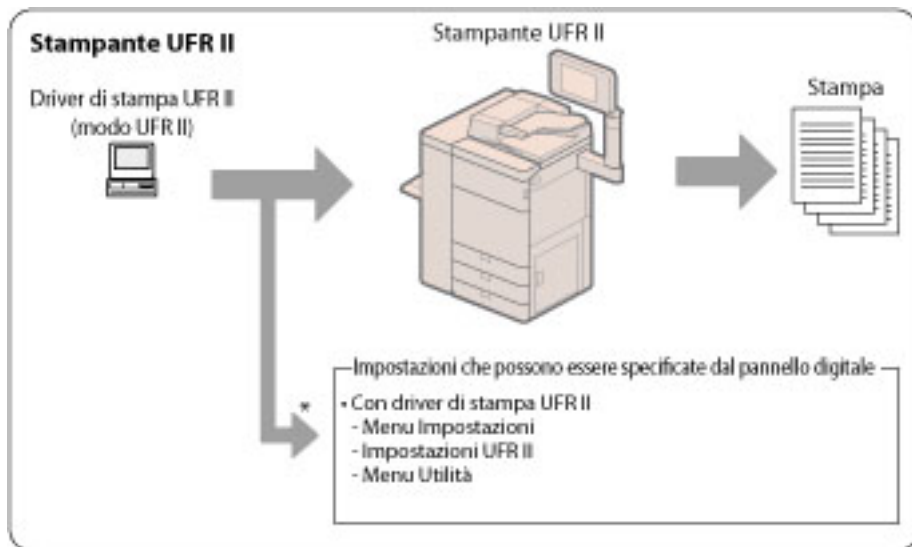 Stampante UFR II
Stampante UFR II
Driver di stampa UFR II
(modo UFR II)
Stampa
*
Impostazioni che possono essere specificate dal pannello digitale
• Con driver di stampa UFR II
- Menu Impostazioni
- Impostazioni UFR II
- Menu Utilità